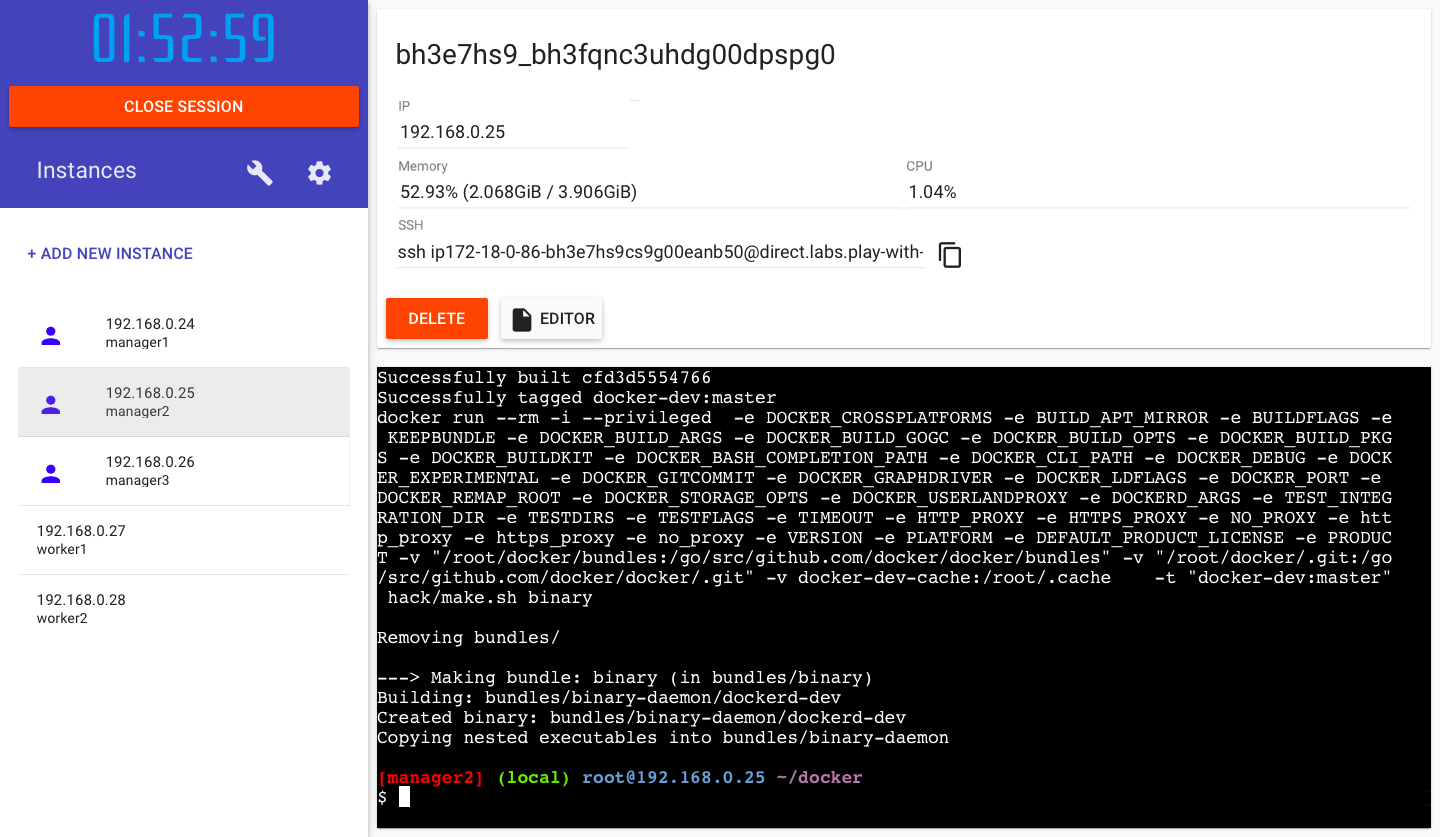 01:52:59
CLOSE SESSION
Instances
+ ADD NEW INSTANCE
192.168.0.24
manager1
192.168.0.25
manager2
192.168.0.26
manager3
192.168.0.27
worker1
192.168.0.28
worker2
bh3e7hs9_bh3fqnc3uhdg00dpspg0
IP
192.168.0.25
Memory
52.93% (2.068GiB / 3.906GiB)
CPU
1.04%
SSH
ssh ip172-18-0-86-bh3e7hs9cs9g00eanb50@direct.labs.play-with-
DELETE
EDITOR
Successfully built cfd3d5554766
Successfully tagged docker-dev:master
docker run --rm -i --privileged  -e DOCKER_CROSSPLATFORMS -e BUILD_APT_MIRROR -e BUILDFLAGS -e
 KEEPBUNDLE -e DOCKER_BUILD_ARGS -e DOCKER_BUILD_GOGC -e DOCKER_BUILD_OPTS -e DOCKER_BUILD_PKG
S -e DOCKER_BUILDKIT -e DOCKER_BASH_COMPLETION_PATH -e DOCKER_CLI_PATH -e DOCKER_DEBUG -e DOCK
ER_EXPERIMENTAL -e DOCKER_GITCOMMIT -e DOCKER_GRAPHDRIVER -e DOCKER_LDFLAGS -e DOCKER_PORT -e
DOCKER_REMAP_ROOT -e DOCKER_STORAGE_OPTS -e DOCKER_USERLANDPROXY -e DOCKERD_ARGS -e TEST_INTEG
RATION_DIR -e TESTDIRS -e TESTFLAGS -e TIMEOUT -e HTTP_PROXY -e HTTPS_PROXY -e NO_PROXY -e htt
p_proxy -e https_proxy -e no_proxy -e VERSION -e PLATFORM -e DEFAULT_PRODUCT_LICENSE -e PRODUC
T -v "/root/docker/bundles:/go/src/github.com/docker/docker/bundles" -v "/root/docker/.git:/go
/src/github.com/docker/docker/.git" -v docker-dev-cache:/root/.cache    -t "docker-dev:master"
 hack/make.sh binary
Removing bundles/
---> Making bundle: binary (in bundles/binary)
Building: bundles/binary-daemon/dockerd-dev
Created binary: bundles/binary-daemon/dockerd-dev
Copying nested executables into bundles/binary-daemon
[manager2] (local) root@192.168.0.25 ~/docker
$